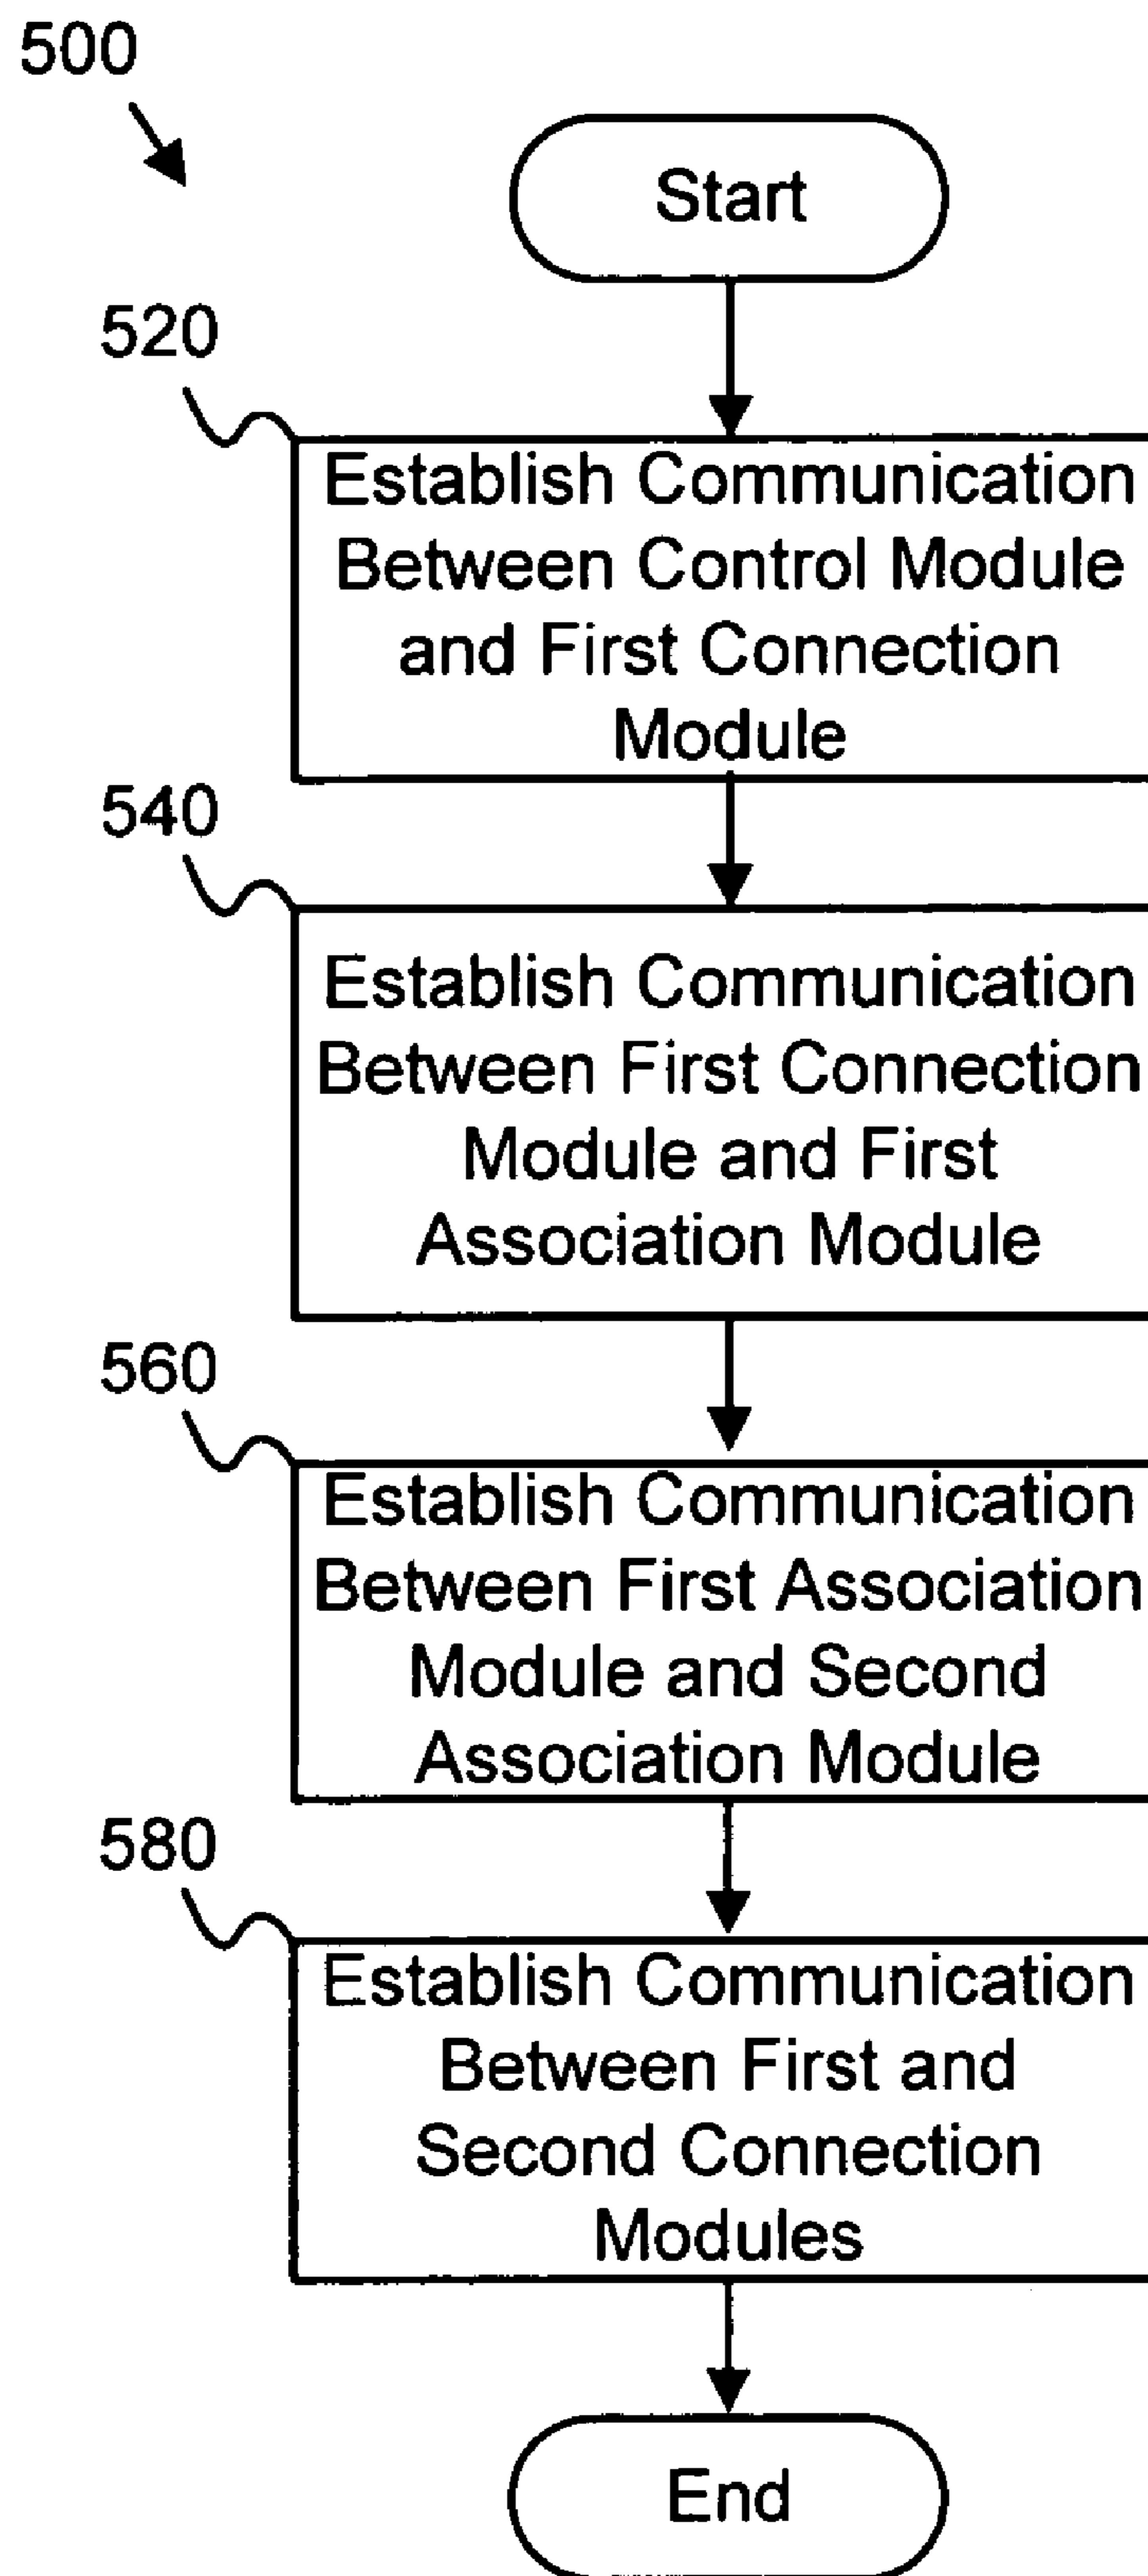 500
Start
520
Establish Communication
Between Control Module
and First Connection
Module
540
Establish Communication
Between First Connection
Module and First
Association Module
560
Establish Communication
Between First Association
Module and Second
Association Module
580
Establish Communication
Between First and
Second Connection
Modules
End